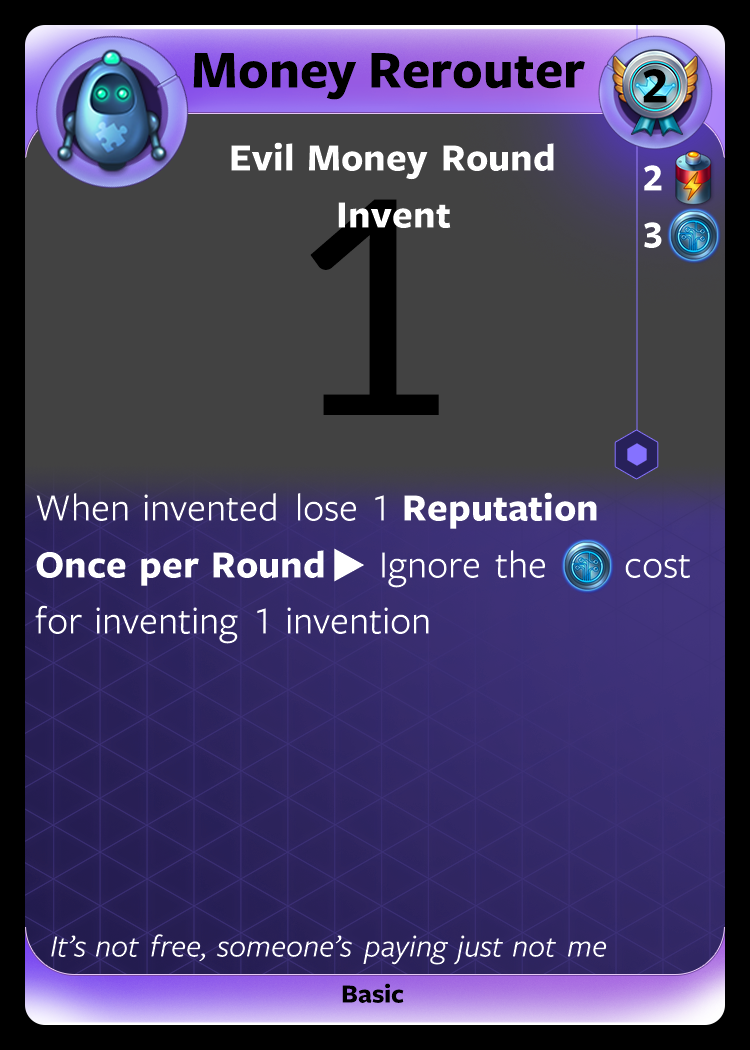 Money Rerouter
2
Evil Money Round
Invent
2
3
1
When invented lose 1 Reputation
Once per Round▶ Ignore the cost
for inventing 1 invention
It's not free, someone's paying just not me
Basic